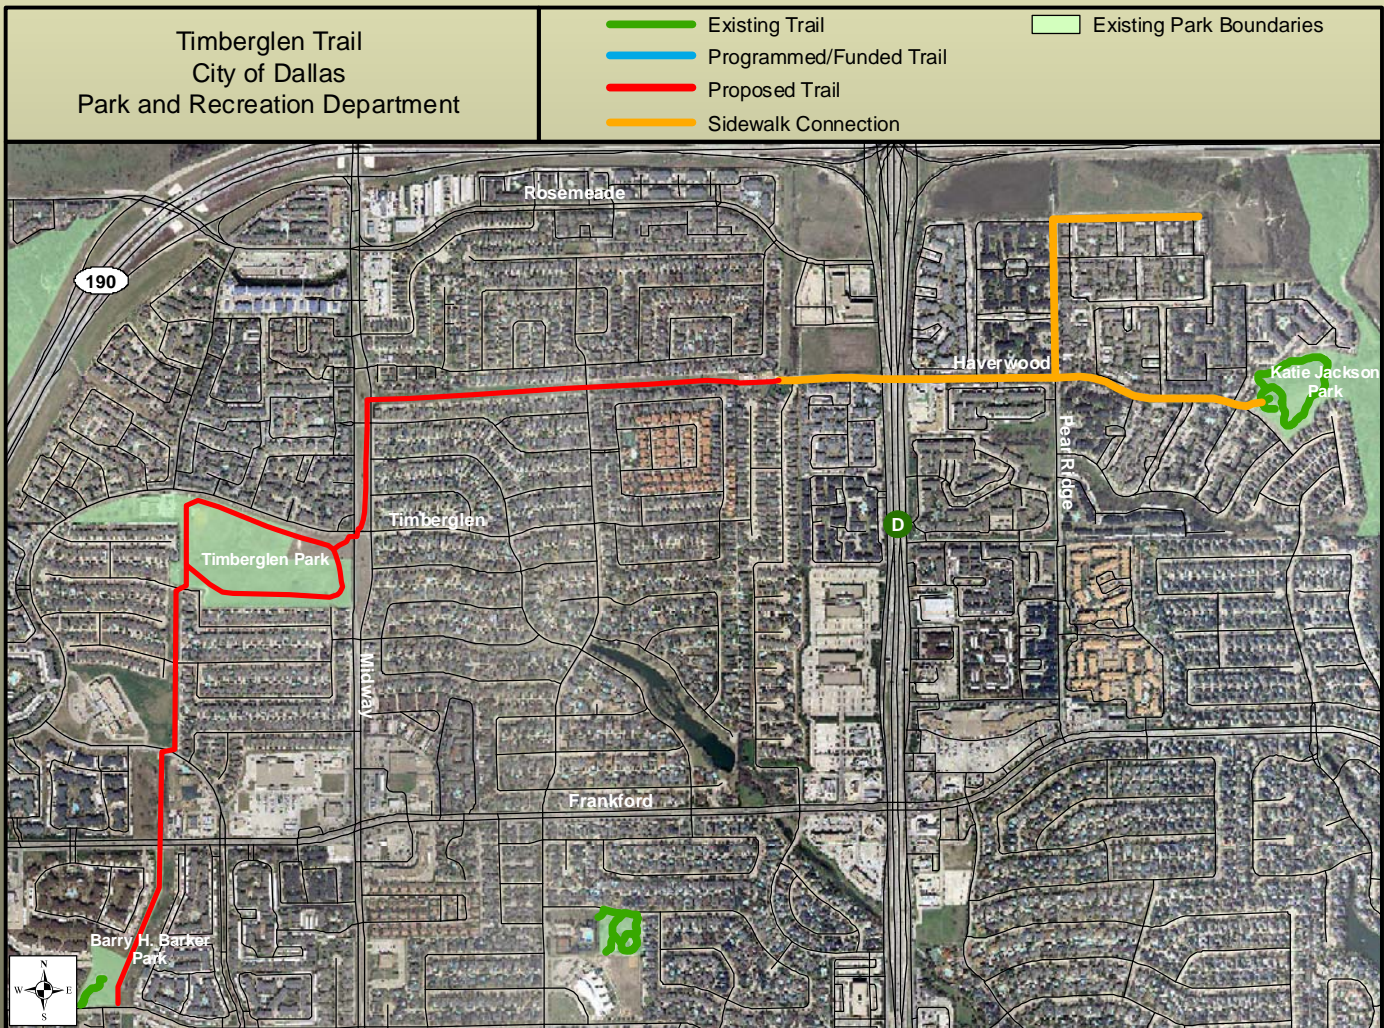 Timberglen Trail
City of Dallas
Park and Recreation Department
Existing Trail
Programmed/Funded Trail
Proposed Trail
Sidewalk Connection
Existing Park Boundaries
Rosemeade
190
Haverwood
Katie Jackson
Park
Pear Ridge
Timberglen
D
Timberglen Park
Midway
Frankford
Barry H. Barker
Park
N
W
E
S